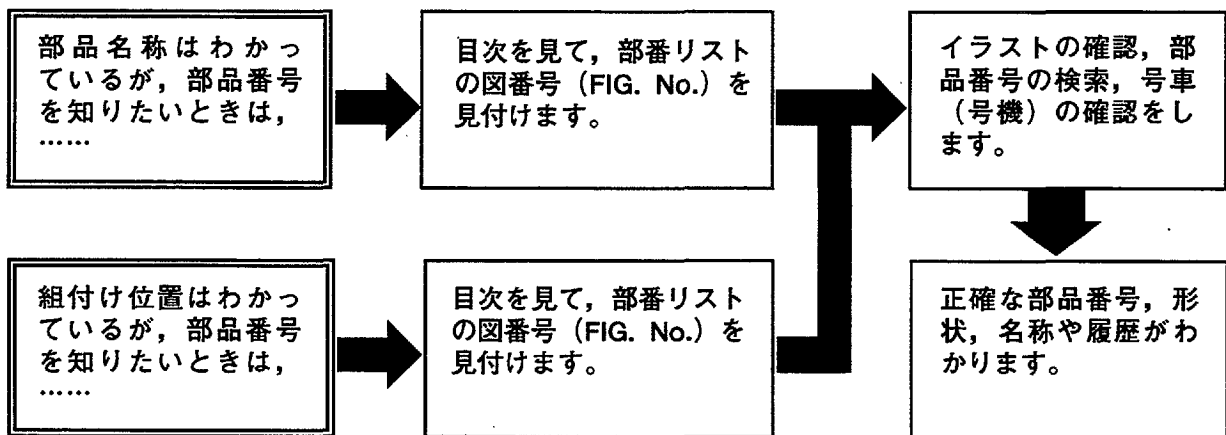 部品名称はわかっ
ているが，部品番号
を知りたいときは，
……
目次を見て，部番リスト
の図番号（FIG. No.）を
見付けます。
イラストの確認，部
品番号の検索，号車
（号機）の確認をし
ます。
組付け位置はわかっ
ているが，部品番号
を知りたいときは，
……
目次を見て，部番リスト
の図番号（FIG. No.）を
見付けます。
正確な部品番号，形
状，名称や履歴がわ
かります。